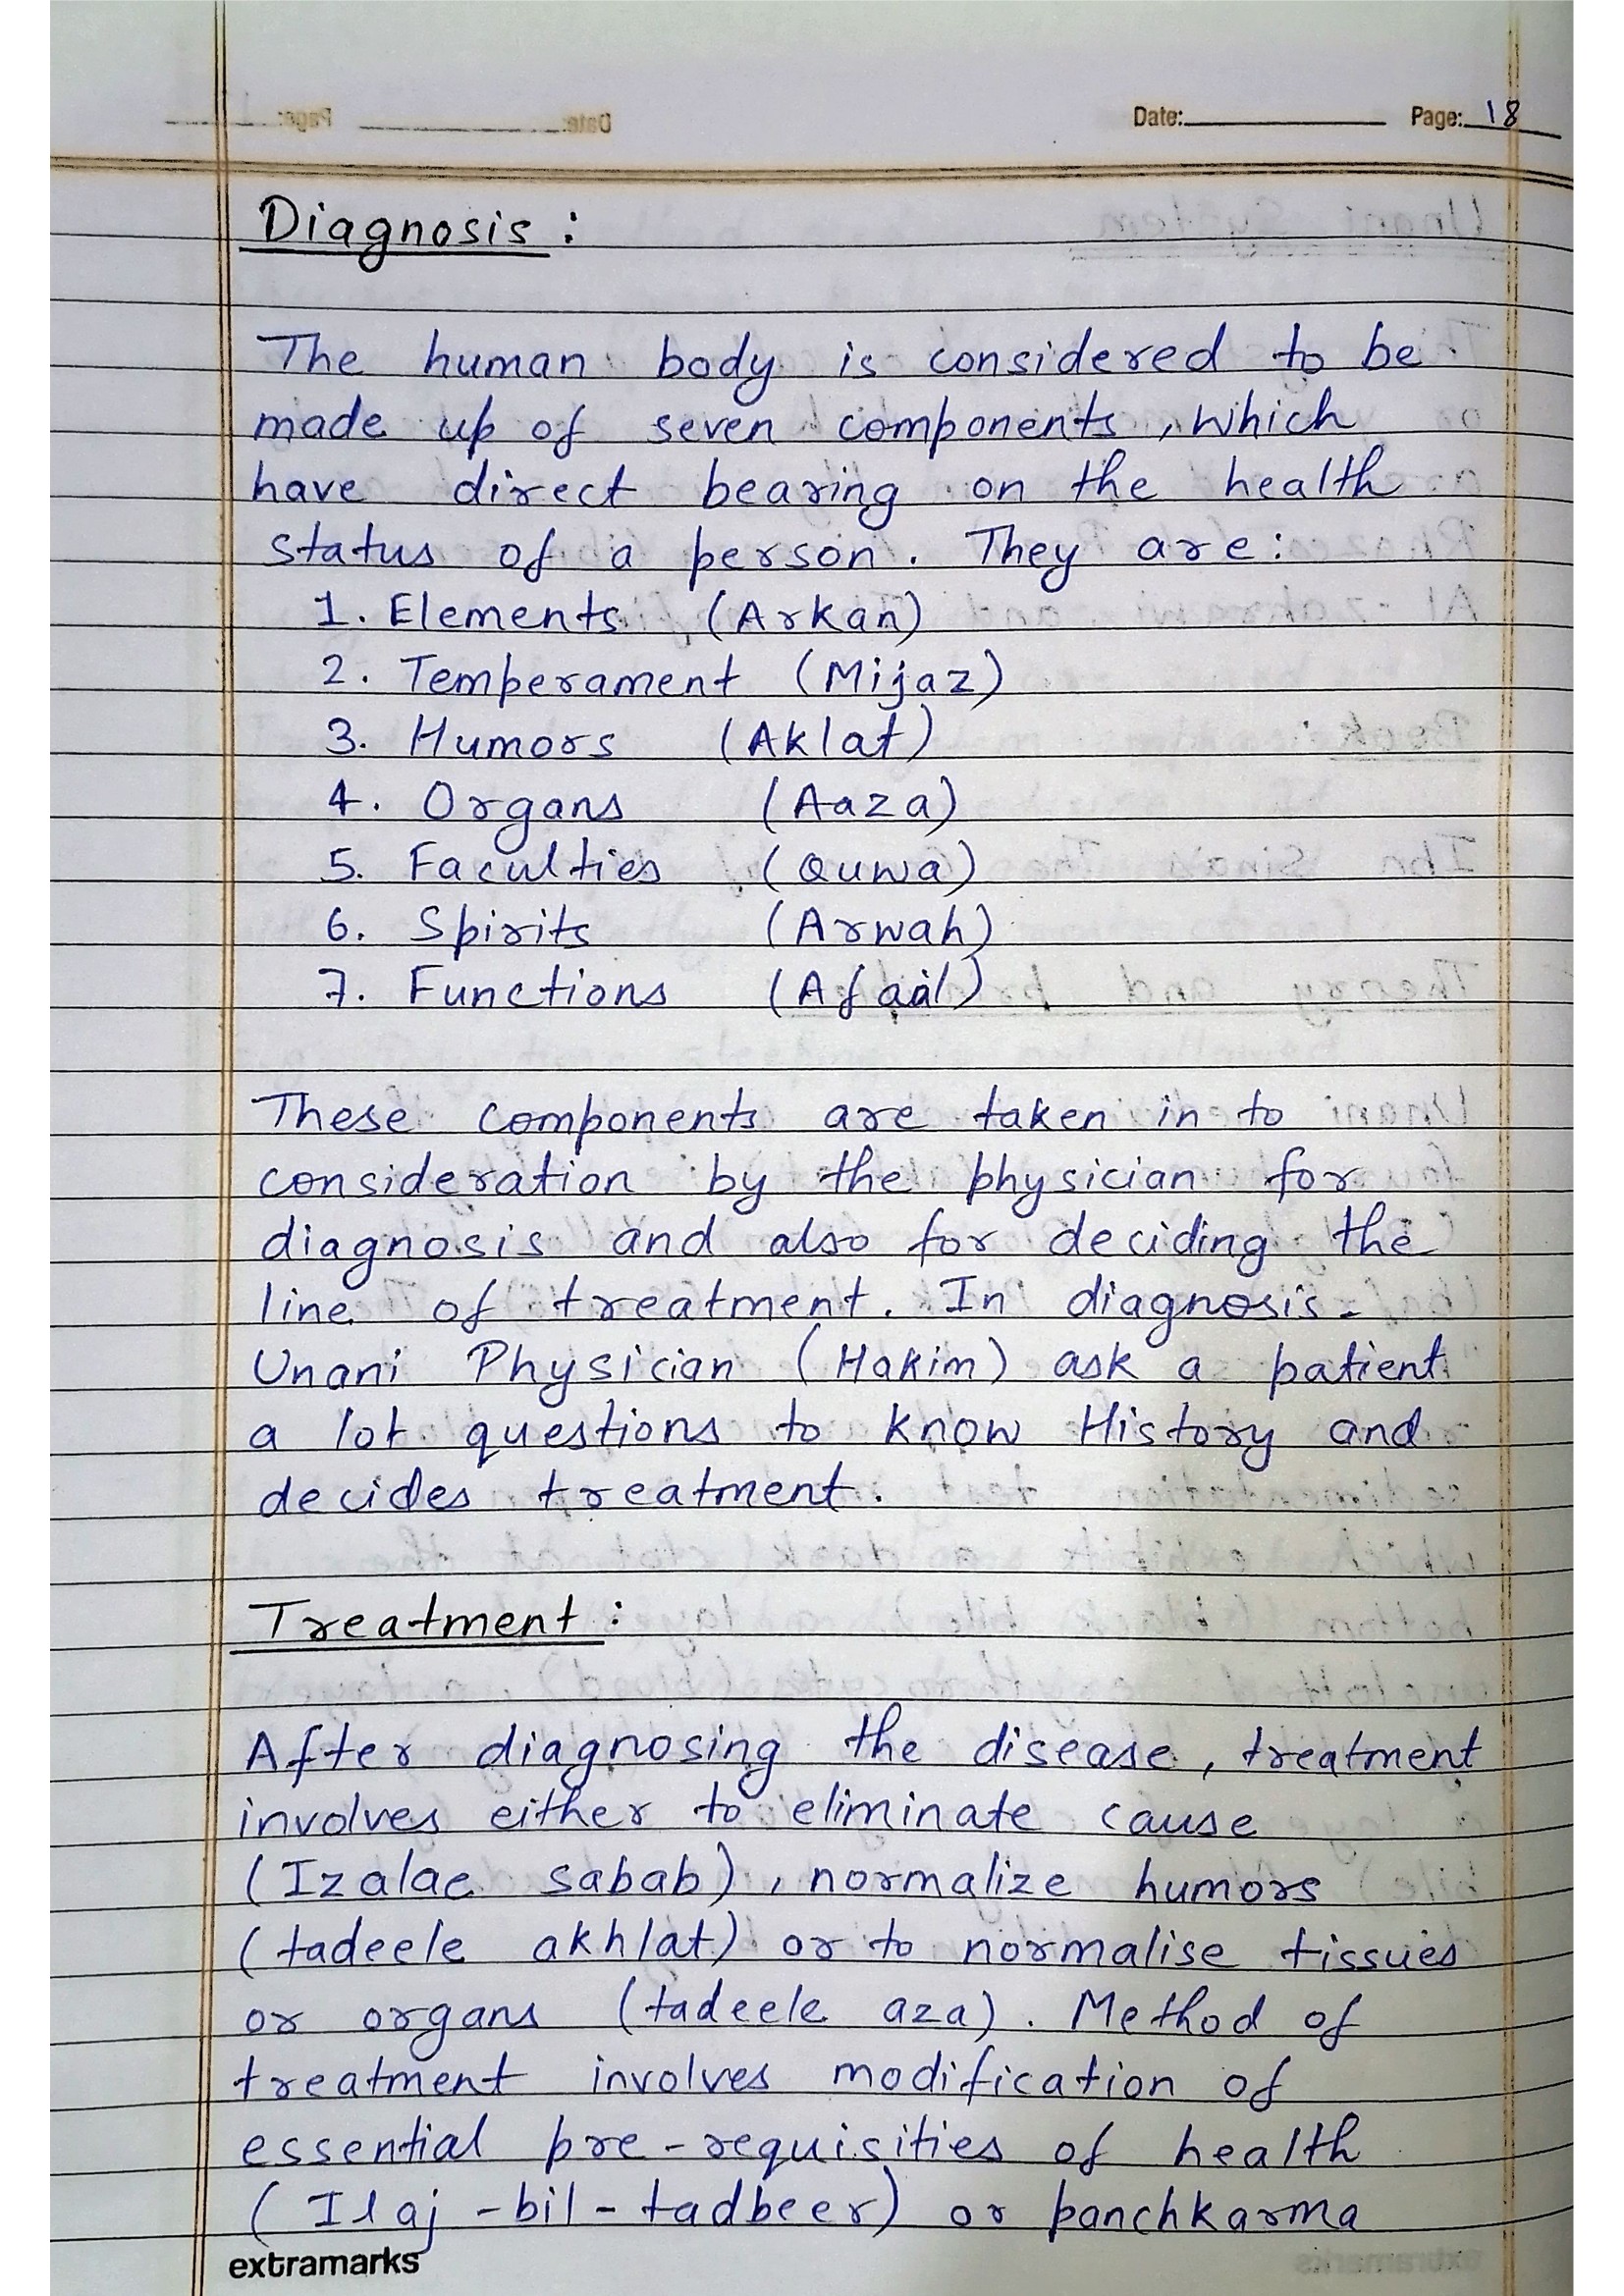 Date: Page: 18
Diagnosis :
The human body is considered to be
made up of seven components, which
have direct bearing on the health
status of a person. They are:
1. Elements (Arkan)
2. Temperament (Mijaz)
3. Humors (Aklat)
4. Organs (Aaza)
5. Faculties (Quwa)
6. Spirits (Arwah)
7. Functions (Afaal)
These components are taken in to
consideration by the physician for
diagnosis and also for deciding the
line of treatment. In diagnosis-
Unani Physician (Hakim) ask a patient
a lot questions to know History and
decides treatment.
Treatment :
After diagnosing the disease, treatment
involves either to eliminate cause
(Izalae sabab), normalize humors
(tadeele akhlat) or to normalise tissues
or organs (tadeele aza). Method of
treatment involves modification of
essential pre-requisities of health
(Ilaj-bil-tadbeer) or panchkarma
extramarks